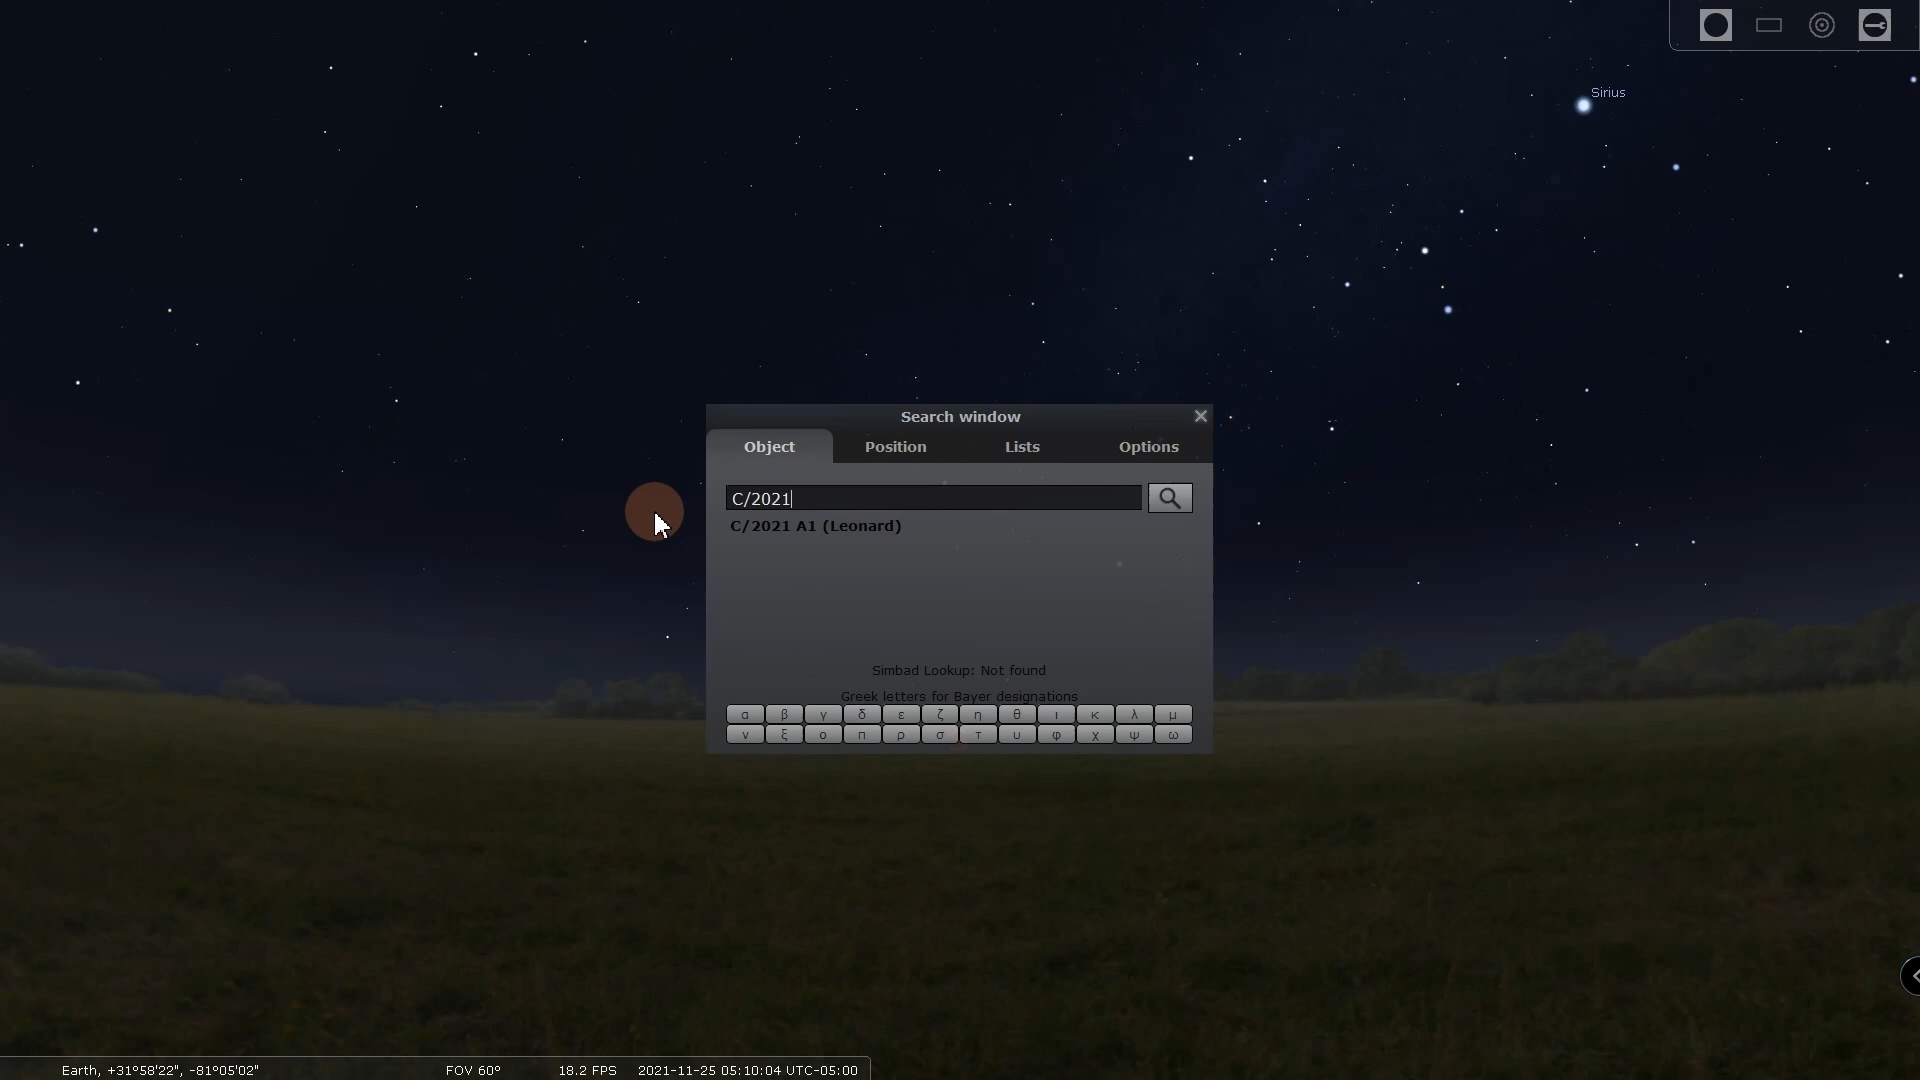 Sirius
Search window
Object Position Lists Options
C/2021
C/2021 A1 (Leonard)
Simbad Lookup: Not found
Greek letters for Bayer designations
α β γ δ ε ζ η θ ι κ λ μ
ν ξ ο π ρ σ τ υ φ χ ψ ω
Earth, +31°58'22", -81°05'02" FOV 60° 18.2 FPS 2021-11-25 05:10:04 UTC-05:00